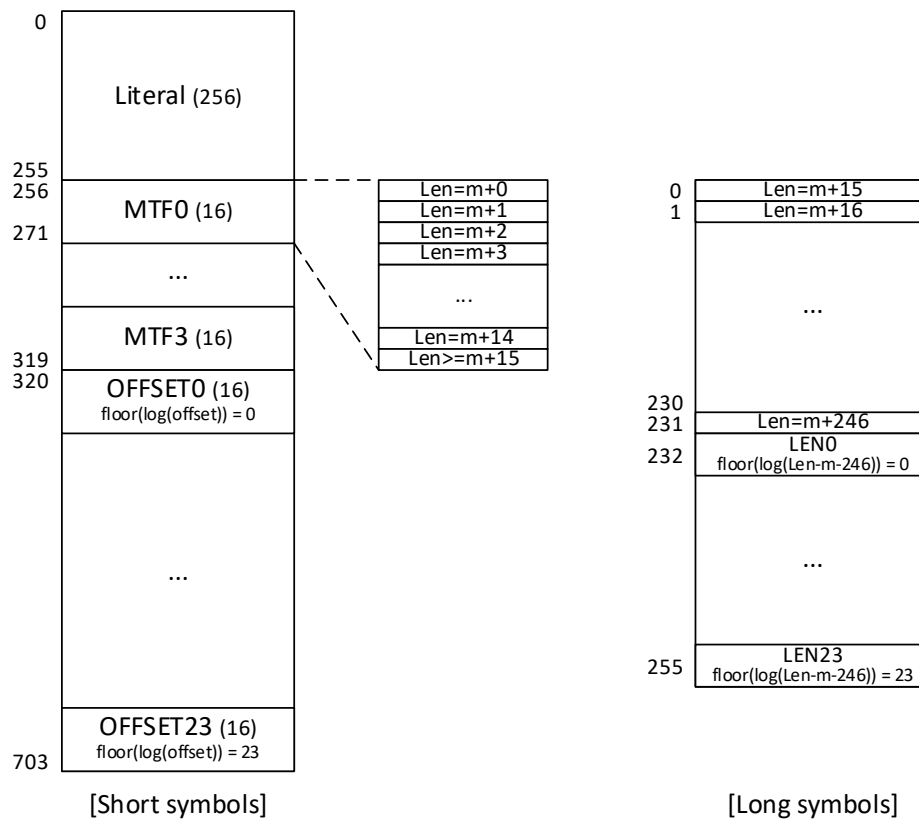 0
Literal (256)
255
256
MTF0 (16)
271
...
MTF3 (16)
319
320
OFFSET0 (16)
floor(log(offset)) = 0
...
OFFSET23 (16)
floor(log(offset)) = 23
703
[Short symbols]
Len=m+0
Len=m+1
Len=m+2
Len=m+3
...
Len=m+14
Len>=m+15
0
Len=m+15
1
Len=m+16
...
230
231
Len=m+246
LEN0
232
floor(log(Len-m-246)) = 0
...
LEN23
255
floor(log(Len-m-246)) = 23
[Long symbols]